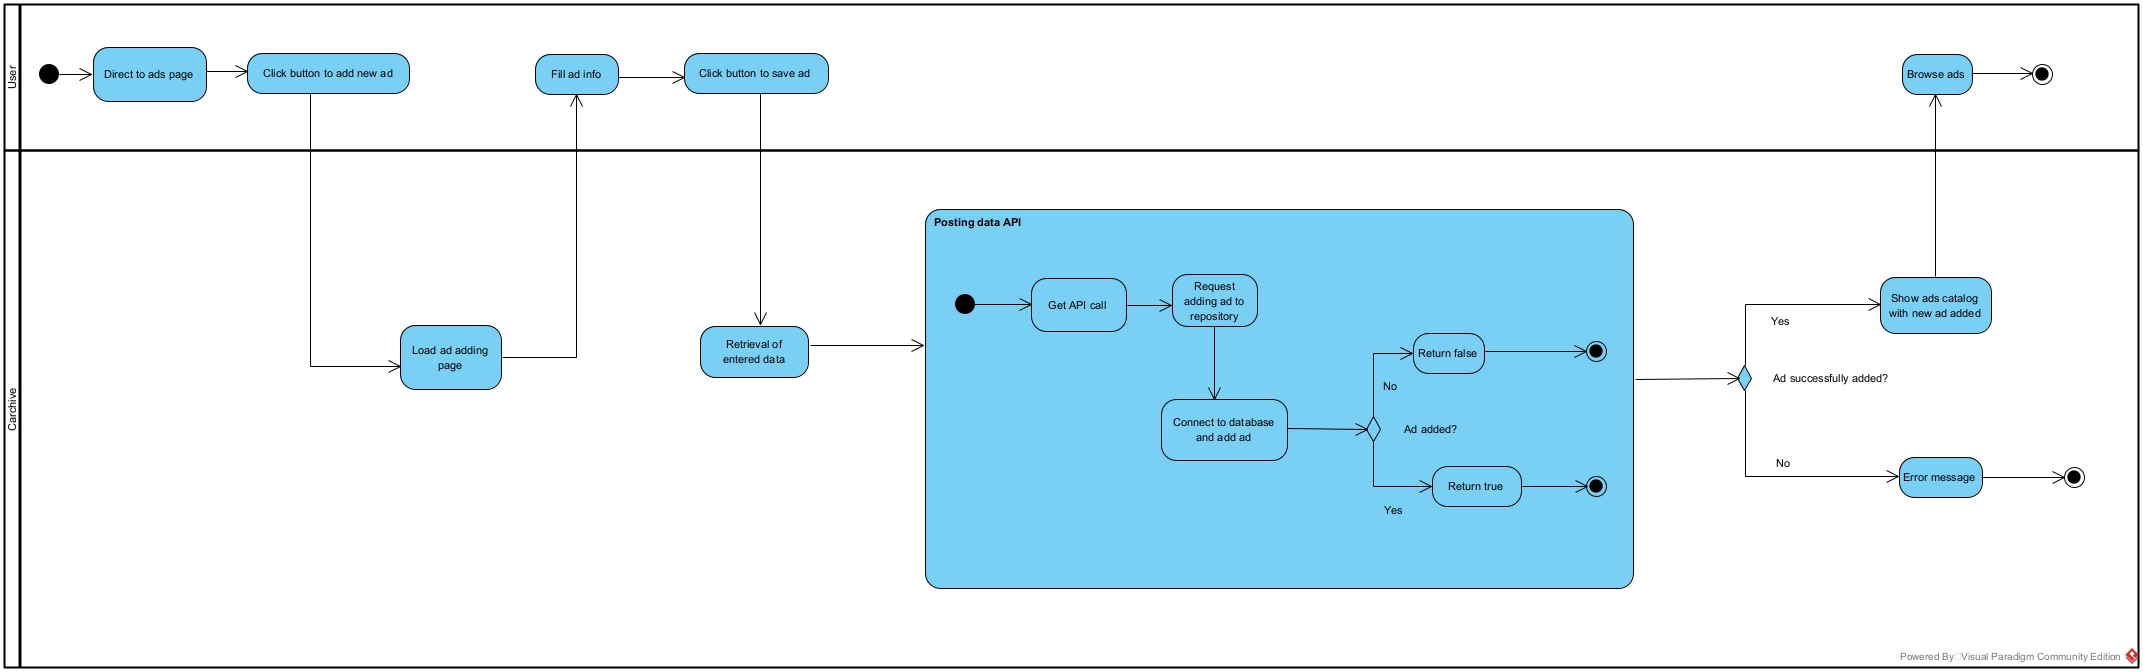 User
Direct to ads page
Click button to add new ad
Fill ad info
Click button to save ad
Browse ads
Carchive
Load ad adding
page
Retrieval of
entered data
Posting data API
Get API call
Request
adding ad to
repository
Connect to database
and add ad
Ad added?
No
Return false
Yes
Return true
Ad successfully added?
Yes
Show ads catalog
with new ad added
No
Error message
Powered By Visual Paradigm Community Edition